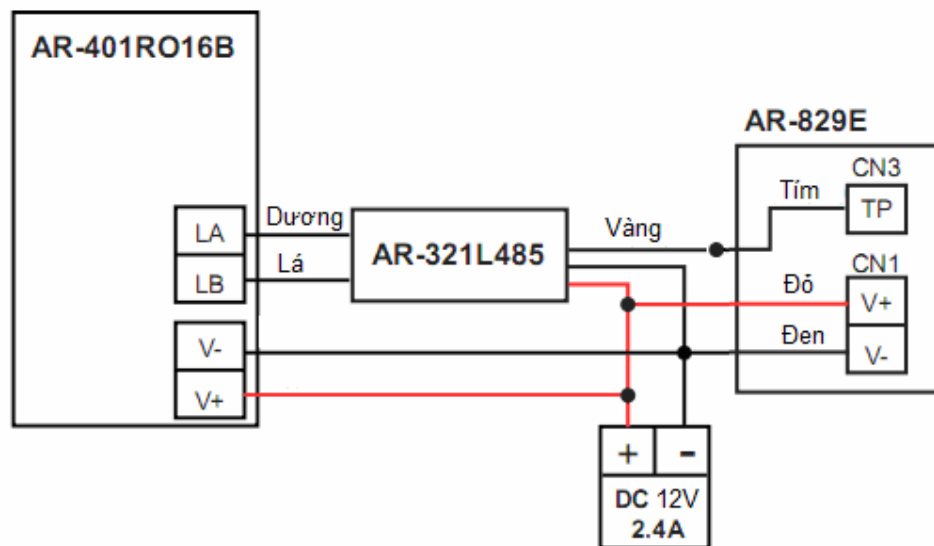 AR-401RO16B
LA
LB
V-
V+
Dương
Lá
AR-321L485
Vàng
AR-829E
CN3
Tím
TP
CN1
Đỏ
V+
Đen
V-
+
-
DC 12V
2.4A